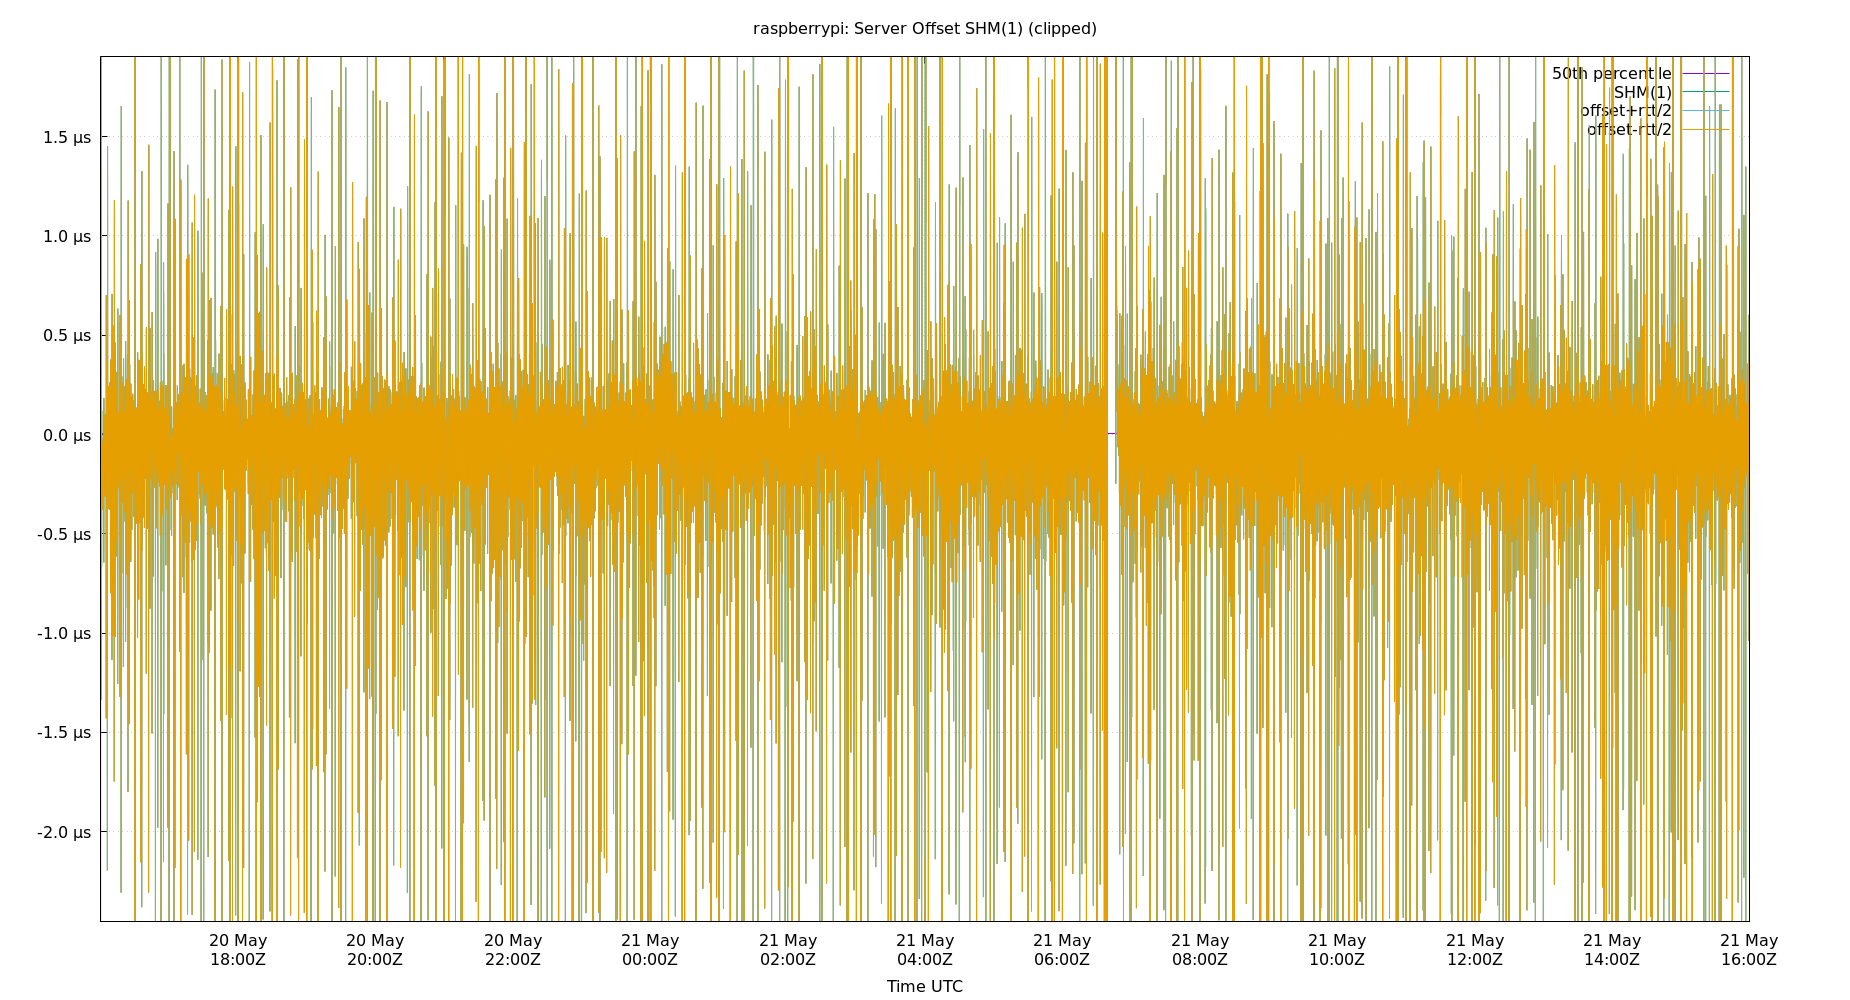 raspberrypi: Server Offset SHM(1) (clipped)
50th percentile
SHM(1)
offset+rtt/2
offset-rtt/2
1.5 µs
1.0 µs
0.5 µs
0.0 µs
-0.5 µs
-1.0 µs
-1.5 µs
-2.0 µs
20 May 20 May 20 May 21 May 21 May 21 May 21 May 21 May 21 May 21 May 21 May 21 May
18:00Z 20:00Z 22:00Z 00:00Z 02:00Z 04:00Z 06:00Z 08:00Z 10:00Z 12:00Z 14:00Z 16:00Z
Time UTC